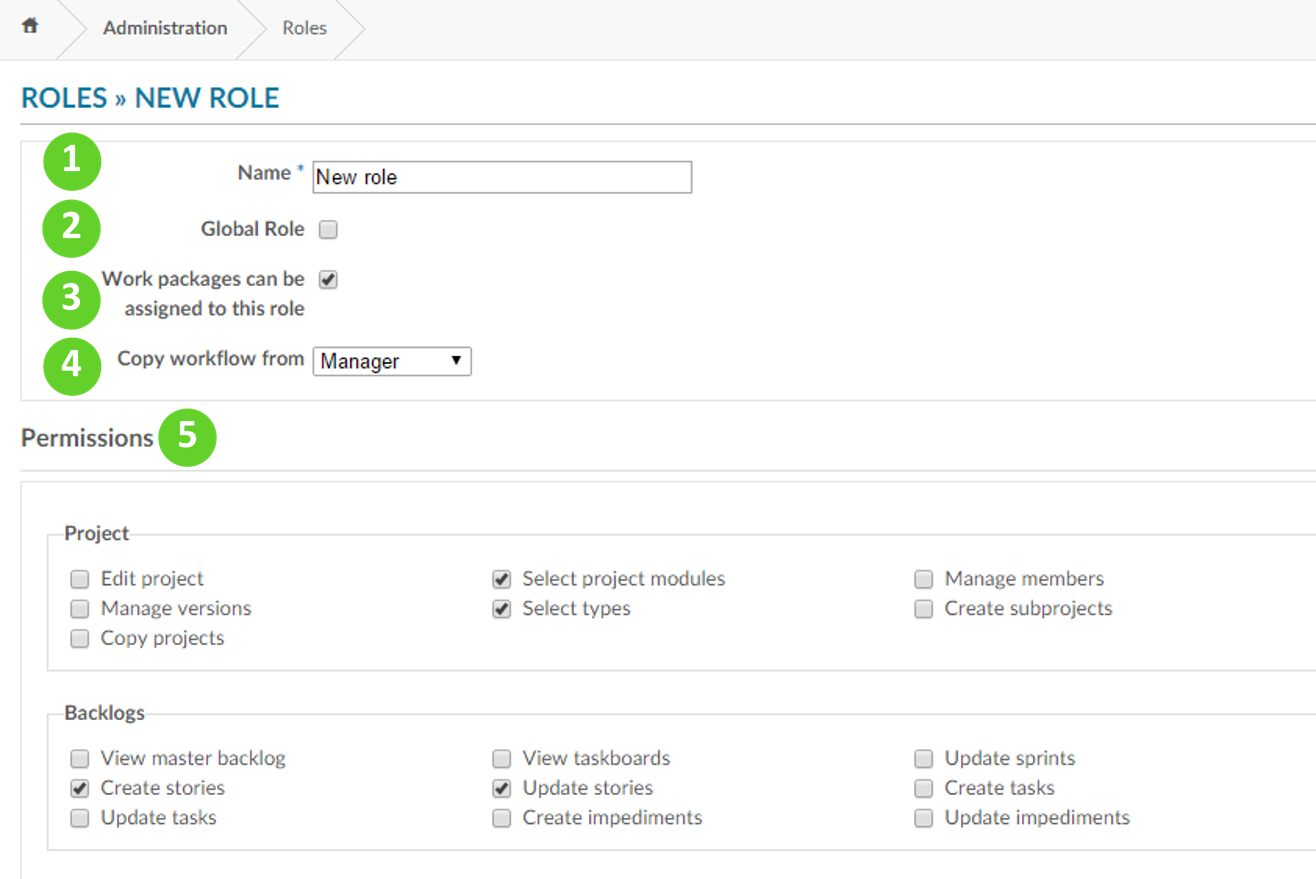 Administration Roles
ROLES » NEW ROLE
1 Name * New role
2 Global Role
3 Work packages can be
assigned to this role
4 Copy workflow from Manager
Permissions 5
Project
Edit project Select project modules Manage members
Manage versions Select types Create subprojects
Copy projects
Backlogs
View master backlog View taskboards Update sprints
Create stories Update stories Create tasks
Update tasks Create impediments Update impediments